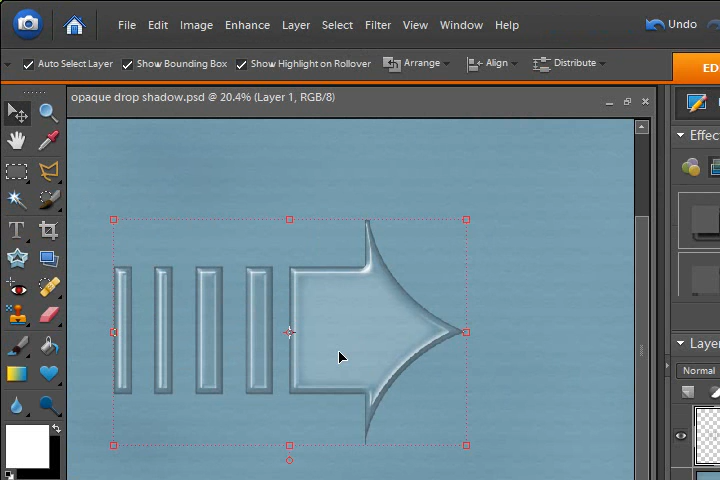 File Edit Image Enhance Layer Select Filter View Window Help Undo
Auto Select Layer Show Bounding Box Show Highlight on Rollover Arrange Align Distribute
opaque drop shadow.psd @ 20.4% (Layer 1, RGB/8)
Effec
Layer
Normal